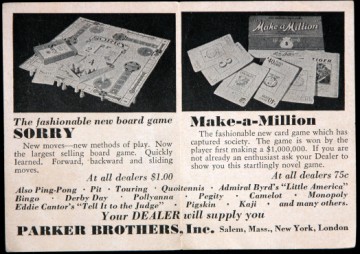 SORRY
Make-a-Million
The fashionable new board game
SORRY
New moves—new methods of play. Now
the largest selling board game. Quickly
learned. Forward, backward and sliding
moves.
At all dealers $1.00
Make-a-Million
The fashionable new card game which has
captured society. The game is won by the
player first making a $1,000,000. If you are
not already an enthusiast ask your Dealer to
show you this startlingly novel game.
At all dealers 75c
Also Ping-Pong · Pit · Touring · Quoitennis · Admiral Byrd's "Little America"
Bingo · Derby Day · Pollyanna · Pegity · Camelot · Monopoly
Eddie Cantor's "Tell It to the Judge" · Pigskin · Kaji · and many others.
Your DEALER will supply you
PARKER BROTHERS, Inc. Salem, Mass., New York, London